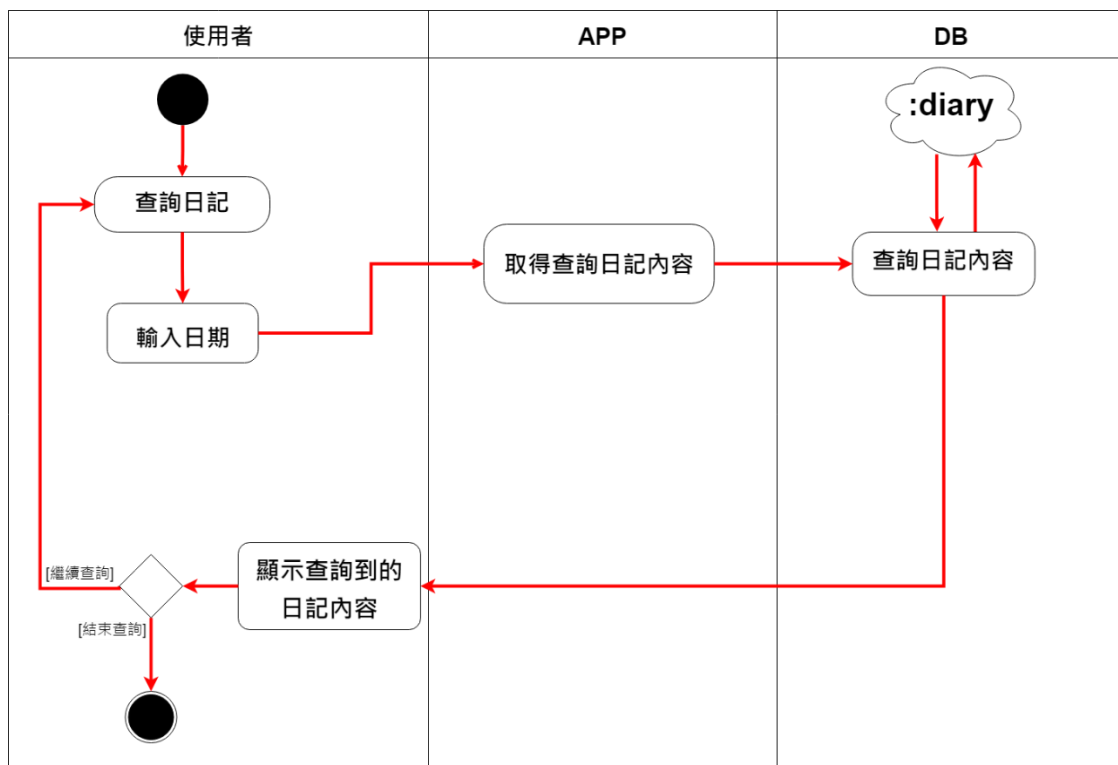 使用者
APP
DB
:diary
查詢日記
取得查詢日記內容
查詢日記內容
輸入日期
顯示查詢到的
日記內容
[繼續查詢]
[結束查詢]